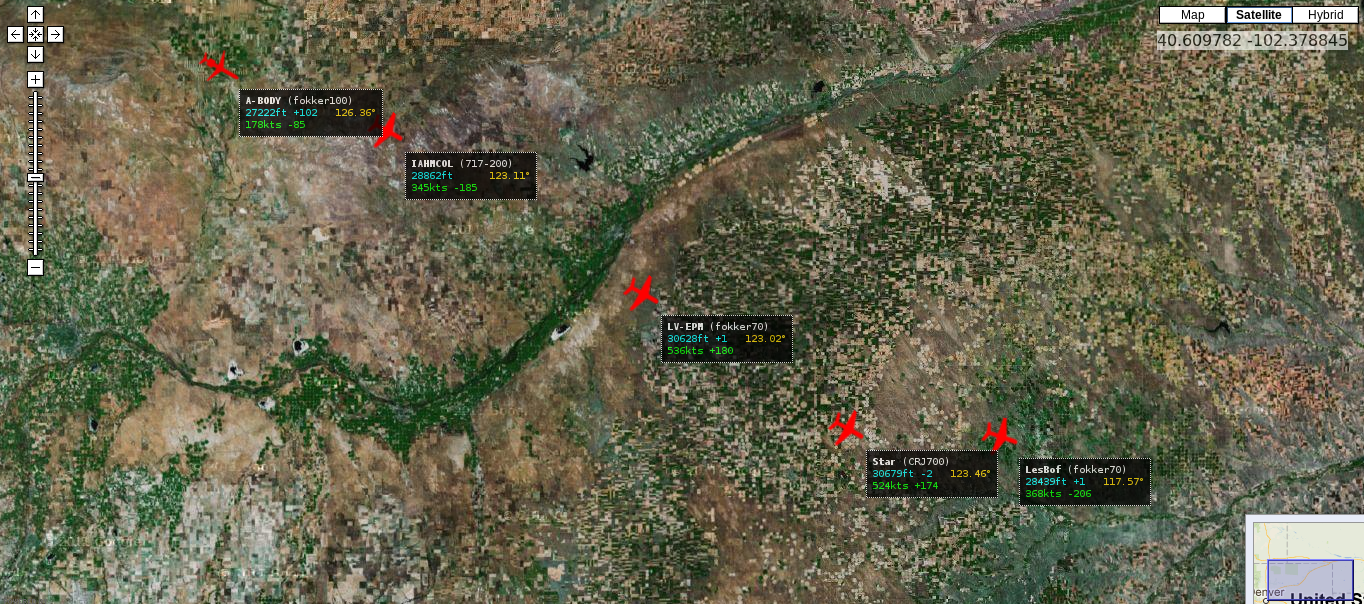 Map Satellite Hybrid
40.609782 -102.378845
A-BODY (fokker100)
27222ft +102 126.36°
178kts -85
IAHMCOL (717-200)
28862ft 123.11°
345kts -185
LV-EPM (fokker70)
30628ft +1 123.02°
536kts +180
Star (CRJ700)
30679ft -2 123.46°
524kts +174
LesBof (fokker70)
28439ft +1 117.57°
368kts -206
enver
United S